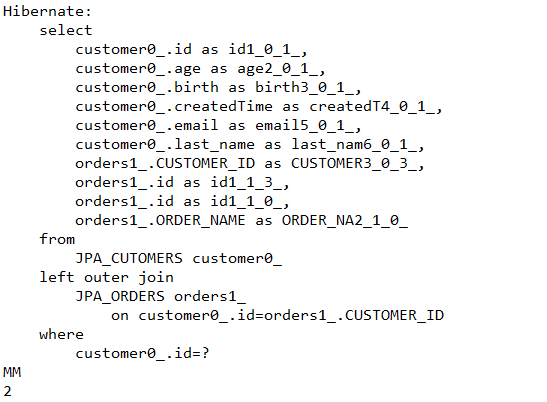 Hibernate:
select
customer0_.id as id1_0_1_,
customer0_.age as age2_0_1_,
customer0_.birth as birth3_0_1_,
customer0_.createdTime as createdT4_0_1_,
customer0_.email as email5_0_1_,
customer0_.last_name as last_nam6_0_1_,
orders1_.CUSTOMER_ID as CUSTOMER3_0_3_,
orders1_.id as id1_1_3_,
orders1_.id as id1_1_0_,
orders1_.ORDER_NAME as ORDER_NA2_1_0_
from
JPA_CUTOMERS customer0_
left outer join
JPA_ORDERS orders1_
on customer0_.id=orders1_.CUSTOMER_ID
where
customer0_.id=?
MM
2